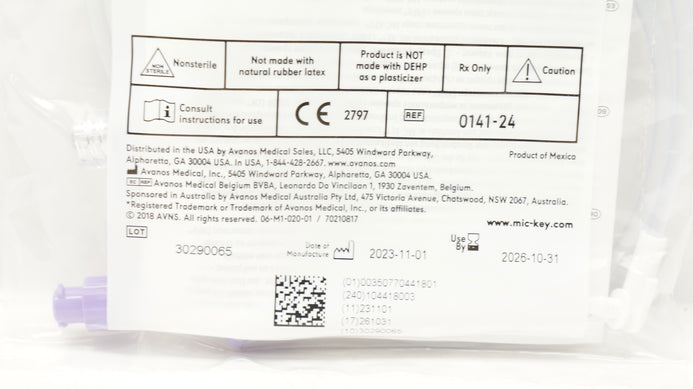 NON STERILE
Nonsterile
Not made with
natural rubber latex
Product is NOT
made with DEHP
as a plasticizer
Rx Only
Caution
Consult
instructions for use
CE 2797
REF 0141-24
Distributed in the USA by Avanos Medical Sales, LLC, 5405 Windward Parkway,
Alpharetta, GA 30004 USA. In USA, 1-844-428-2667. www.avanos.com
Product of Mexico
Avanos Medical, Inc., 5405 Windward Parkway, Alpharetta, GA 30004 USA.
EC REP Avanos Medical Belgium BVBA, Leonardo Da Vincilaan 1, 1930 Zaventem, Belgium.
Sponsored in Australia by Avanos Medical Australia Pty Ltd, 475 Victoria Avenue, Chatswood, NSW 2067, Australia.
*Registered Trademark or Trademark of Avanos Medical, Inc., or its affiliates.
© 2018 AVNS. All rights reserved. 06-M1-020-01 / 70210817
www.mic-key.com
LOT
30290065
Date of
Manufacture
2023-11-01
Use
By
2026-10-31
(01)00350770441801
(240)104418003
(11)231101
(17)261031
(10)30290065